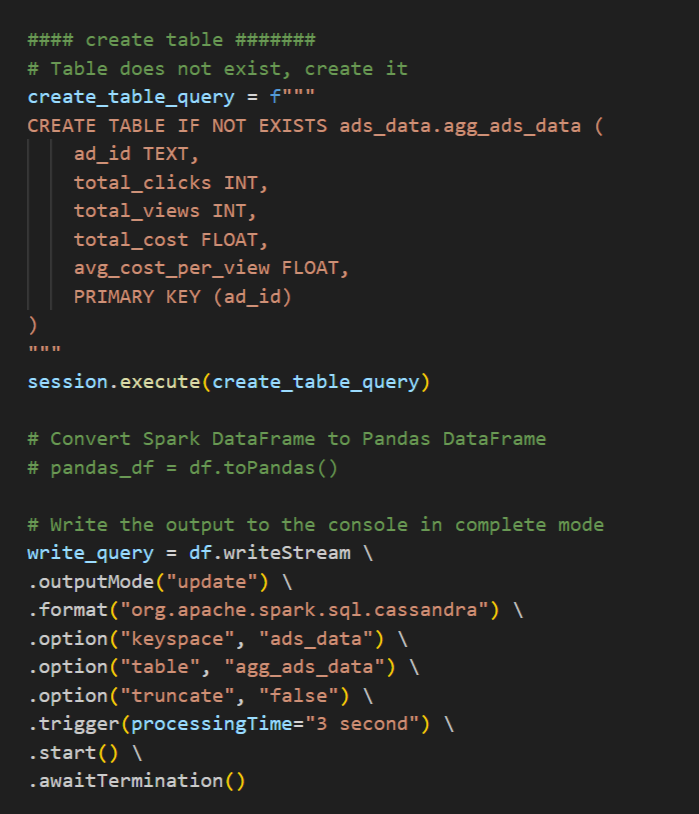 #### create table #######
# Table does not exist, create it
create_table_query = f"""
CREATE TABLE IF NOT EXISTS ads_data.agg_ads_data (
    ad_id TEXT,
    total_clicks INT,
    total_views INT,
    total_cost FLOAT,
    avg_cost_per_view FLOAT,
    PRIMARY KEY (ad_id)
)
"""
session.execute(create_table_query)

# Convert Spark DataFrame to Pandas DataFrame
# pandas_df = df.toPandas()

# Write the output to the console in complete mode
write_query = df.writeStream \
.outputMode("update") \
.format("org.apache.spark.sql.cassandra") \
.option("keyspace", "ads_data") \
.option("table", "agg_ads_data") \
.option("truncate", "false") \
.trigger(processingTime="3 second") \
.start() \
.awaitTermination()